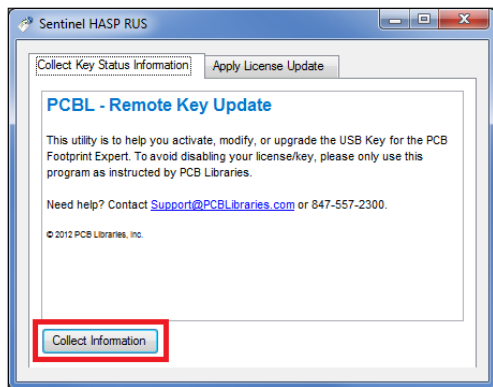 Sentinel HASP RUS
Collect Key Status Information
Apply License Update
PCBL - Remote Key Update
This utility is to help you activate, modify, or upgrade the USB Key for the PCB
Footprint Expert. To avoid disabling your license/key, please only use this
program as instructed by PCB Libraries.
Need help? Contact Support@PCBLibraries.com or 847-557-2300.
© 2012 PCB Libraries, Inc.
Collect Information